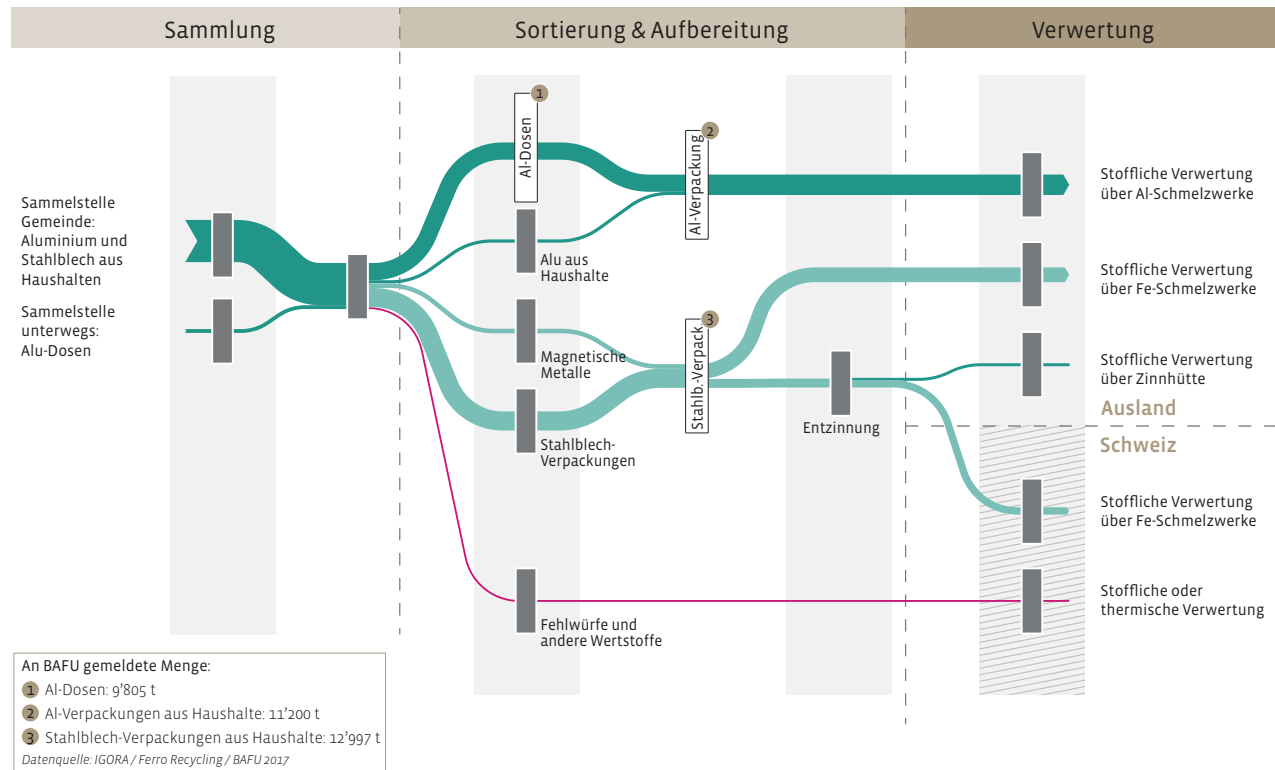 Sammlung
Sortierung & Aufbereitung
Verwertung
Sammelstelle
Gemeinde:
Aluminium und
Stahlblech aus
Haushalten
Sammelstelle
unterwegs:
Alu-Dosen
1
Al-Dosen
Alu aus
Haushalte
Magnetische
Metalle
Stahlblech-
Verpackungen
Fehlwürfe und
andere Wertstoffe
2
Al-Verpackung
3
Stahlb.-Verpack
Entzinnung
Stoffliche Verwertung
über Al-Schmelzwerke
Stoffliche Verwertung
über Fe-Schmelzwerke
Stoffliche Verwertung
über Zinnhütte
Ausland
Schweiz
Stoffliche Verwertung
über Fe-Schmelzwerke
Stoffliche oder
thermische Verwertung
An BAFU gemeldete Menge:
1 Al-Dosen: 9’805 t
2 Al-Verpackungen aus Haushalte: 11’200 t
3 Stahlblech-Verpackungen aus Haushalte: 12’997 t
Datenquelle: IGORA / Ferro Recycling / BAFU 2017